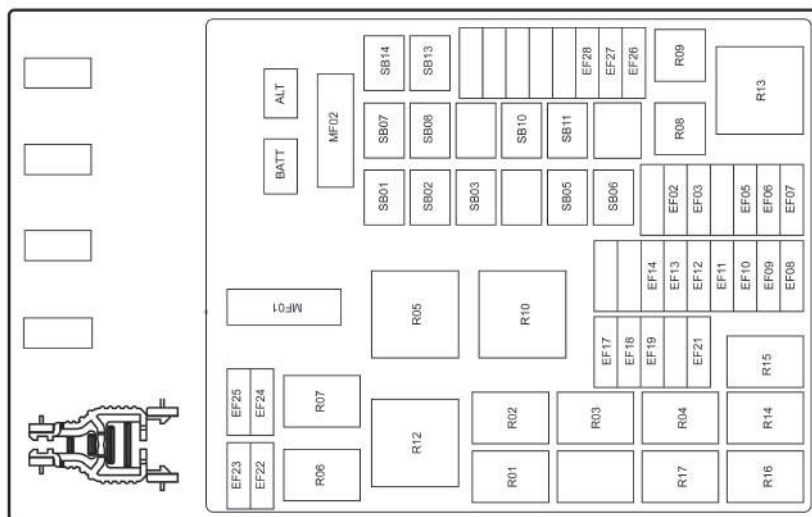 SB14
SB13
EF28
EF27
EF26
R09
R13
ALT
MF02
SB07
SB08
SB10
SB11
R08
BATT
SB01
SB02
SB03
SB05
SB06
EF02
EF03
EF05
EF06
EF07
EF14
EF13
EF12
EF11
EF10
EF09
EF08
MF01
R05
R10
EF17
EF18
EF19
EF21
R15
EF25
EF24
R07
R12
R02
R03
R04
R14
EF23
EF22
R06
R01
R17
R16